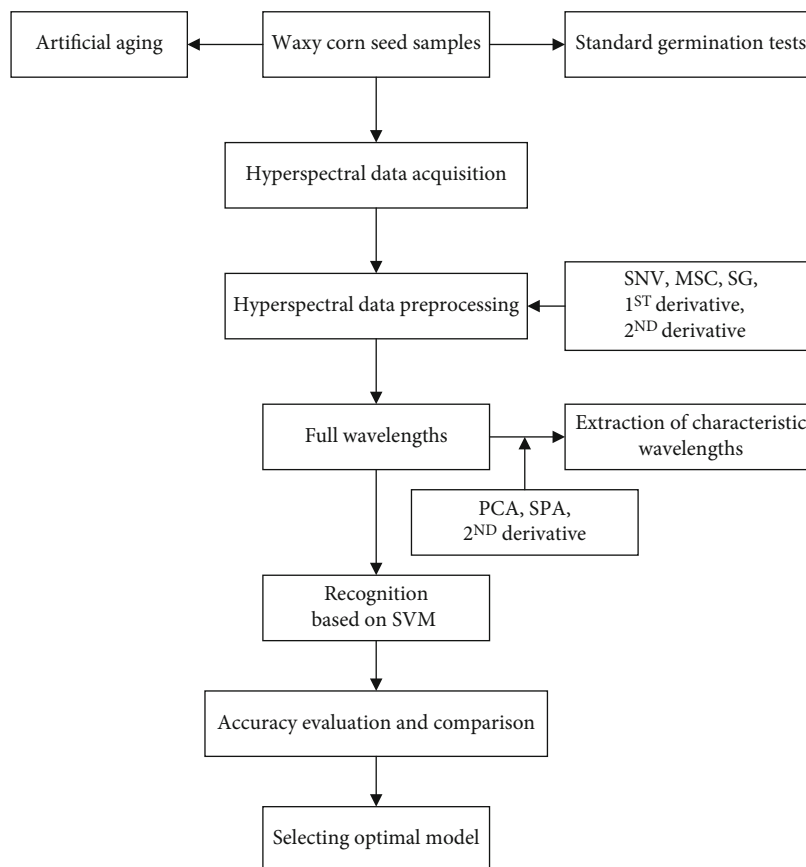 Artificial aging
Waxy corn seed samples
Standard germination tests
Hyperspectral data acquisition
Hyperspectral data preprocessing
SNV, MSC, SG,
1ST derivative,
2ND derivative
Full wavelengths
Extraction of characteristic
wavelengths
PCA, SPA,
2ND derivative
Recognition
based on SVM
Accuracy evaluation and comparison
Selecting optimal model